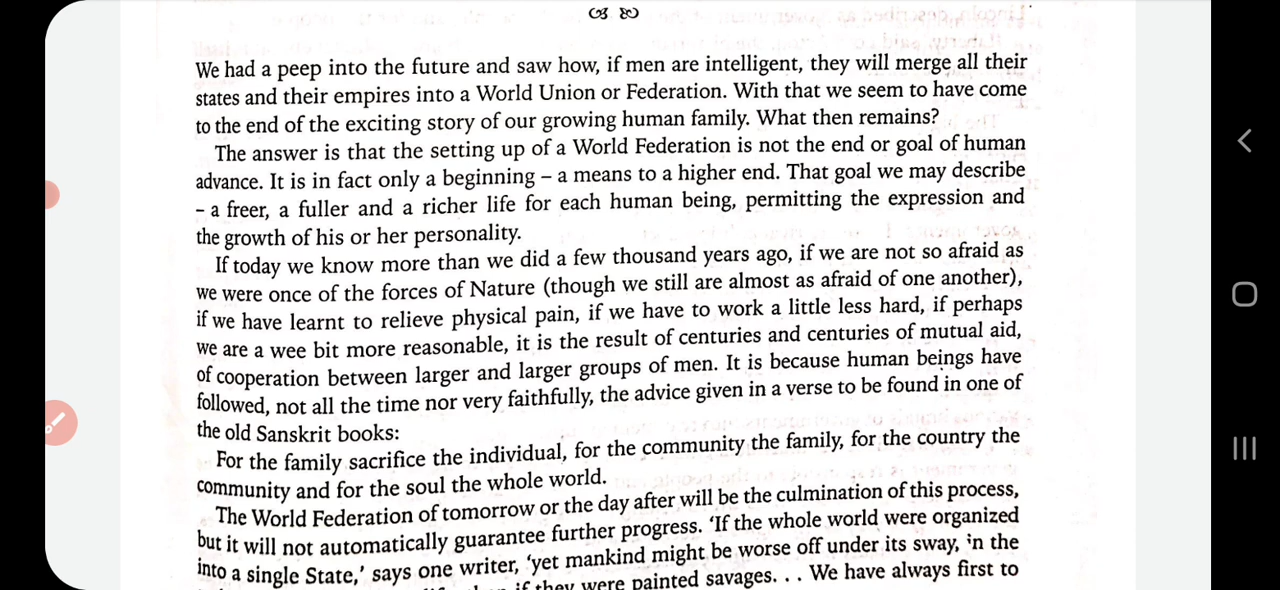 We had a peep into the future and saw how, if men are intelligent, they will merge all their
states and their empires into a World Union or Federation. With that we seem to have come
to the end of the exciting story of our growing human family. What then remains?
The answer is that the setting up of a World Federation is not the end or goal of human
advance. It is in fact only a beginning – a means to a higher end. That goal we may describe
– a freer, a fuller and a richer life for each human being, permitting the expression and
the growth of his or her personality.
If today we know more than we did a few thousand years ago, if we are not so afraid as
we were once of the forces of Nature (though we still are almost as afraid of one another),
if we have learnt to relieve physical pain, if we have to work a little less hard, if perhaps
we are a wee bit more reasonable, it is the result of centuries and centuries of mutual aid,
of cooperation between larger and larger groups of men. It is because human beings have
followed, not all the time nor very faithfully, the advice given in a verse to be found in one of
the old Sanskrit books:
For the family sacrifice the individual, for the community the family, for the country the
community and for the soul the whole world.
The World Federation of tomorrow or the day after will be the culmination of this process,
but it will not automatically guarantee further progress. ‘If the whole world were organized
into a single State,’ says one writer, ‘yet mankind might be worse off under its sway, in the
if they were painted savages. . . We have always first to